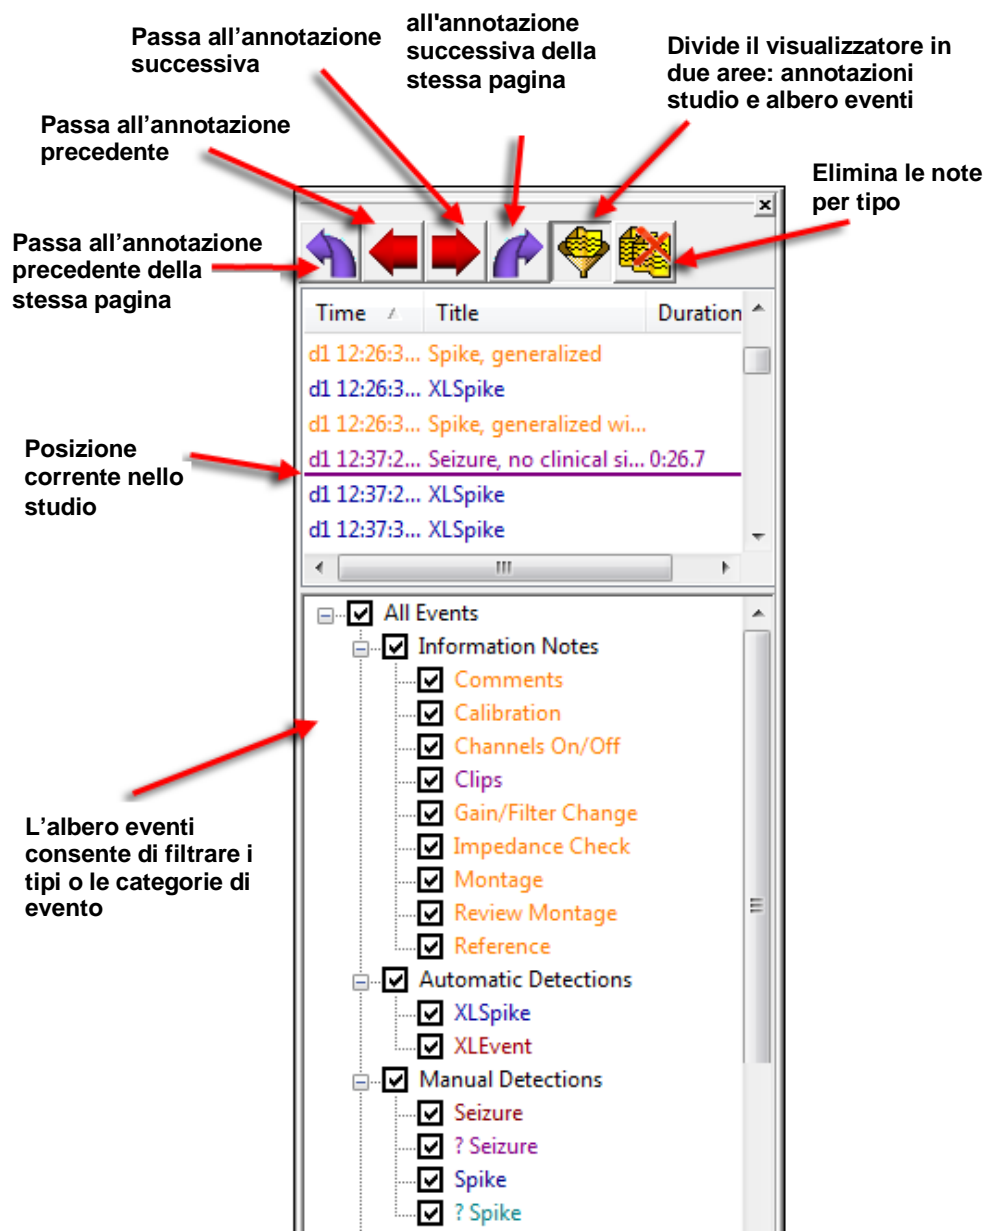 all'annotazione
successiva della
stessa pagina
Passa all’annotazione
successiva
Divide il visualizzatore in
due aree: annotazioni
studio e albero eventi
Passa all’annotazione
precedente
Elimina le note
per tipo
Passa all’annotazione
precedente della
stessa pagina
Time Title Duration
d1 12:26:3... Spike, generalized
d1 12:26:3... XLSpike
d1 12:26:3... Spike, generalized wi...
d1 12:37:2... Seizure, no clinical si... 0:26.7
d1 12:37:2... XLSpike
d1 12:37:3... XLSpike
Posizione
corrente nello
studio
All Events
Information Notes
Comments
Calibration
Channels On/Off
Clips
Gain/Filter Change
Impedance Check
Montage
Review Montage
Reference
Automatic Detections
XLSpike
XLEvent
Manual Detections
Seizure
? Seizure
Spike
? Spike
L’albero eventi
consente di filtrare i
tipi o le categorie di
evento